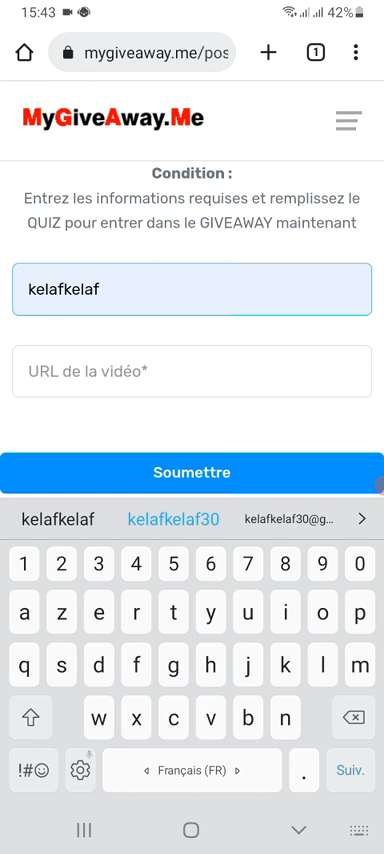 15:43 42%
mygiveaway.me/pos
1
MyGiveAway.Me
Condition :
Entrez les informations requises et remplissez le
QUIZ pour entrer dans le GIVEAWAY maintenant
kelafkelaf
URL de la vidéo*
Soumettre
kelafkelaf kelafkelaf30 kelafkelaf30@g...
1 2 3 4 5 6 7 8 9 0
a z e r t y u i o p
q s d f g h j k l m
w x c v b n
!#☺ Français (FR) . Suiv.